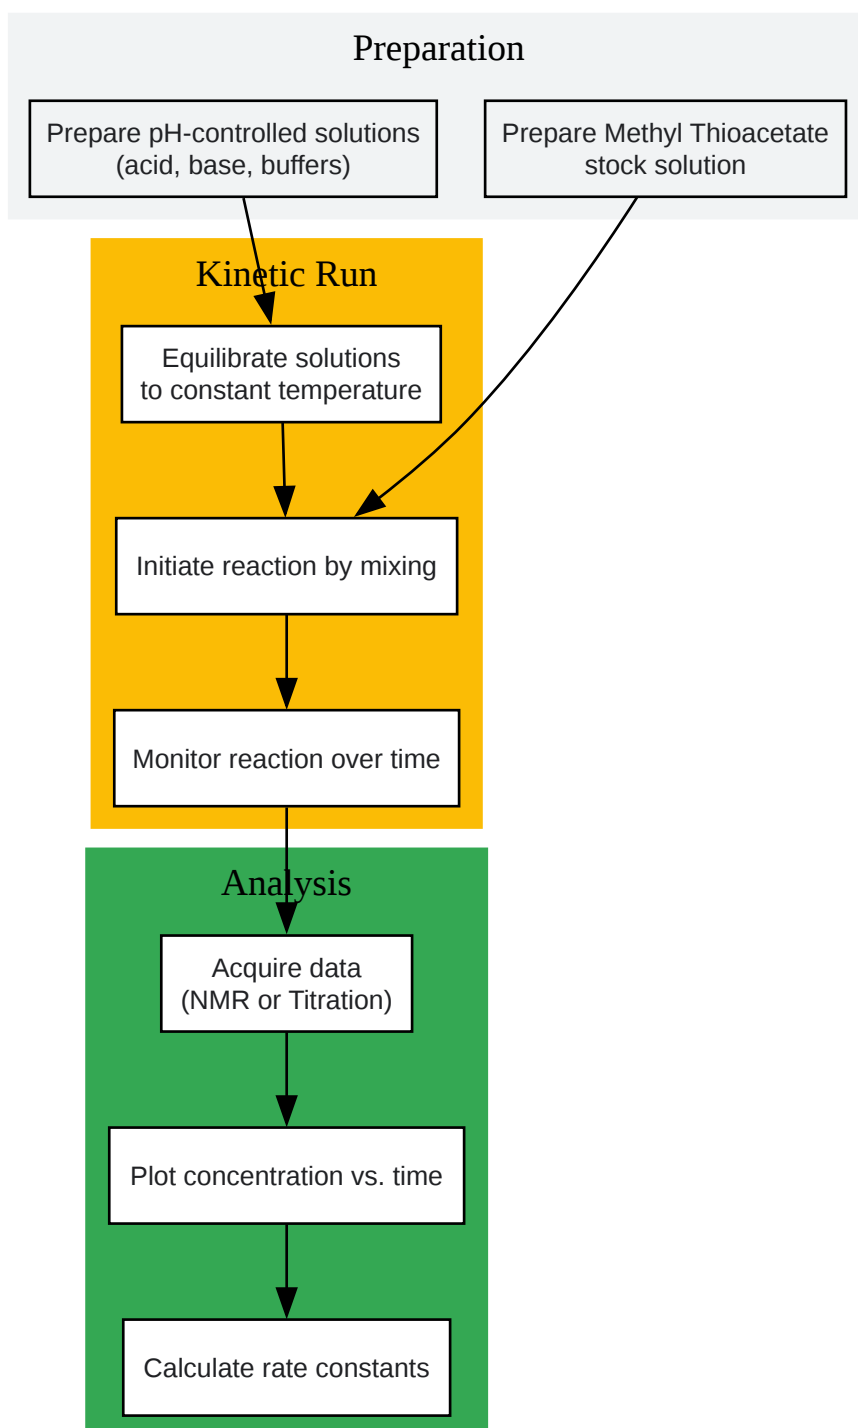 Preparation
Prepare pH-controlled solutions
(acid, base, buffers)
Prepare Methyl Thioacetate
stock solution
Kinetic Run
Equilibrate solutions
to constant temperature
Initiate reaction by mixing
Monitor reaction over time
Analysis
Acquire data
(NMR or Titration)
Plot concentration vs. time
Calculate rate constants